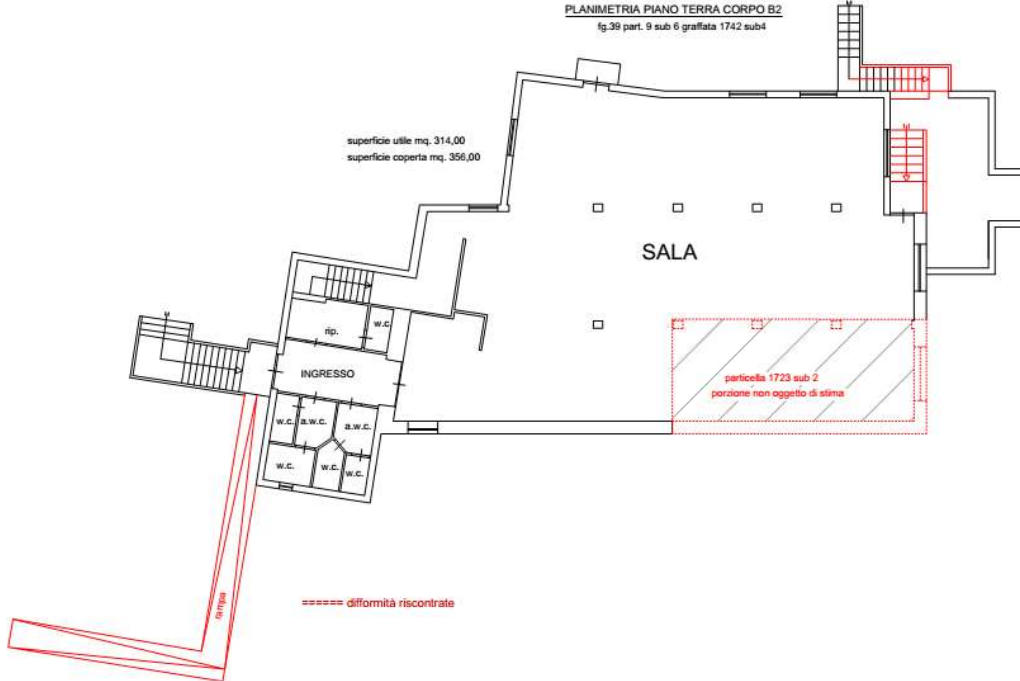 PLANIMETRIA PIANO TERRA CORPO B2
fg.39 part. 9 sub 6 graffata 1742 sub4
superficie utile mq. 314,00
superficie coperta mq. 356,00
SALA
rip.
w.c.
INGRESSO
particella 1723 sub 2
porzione non oggetto di stima
w.c.
a.w.c.
a.w.c.
w.c.
w.c.
w.c.
rampa
====== difformità riscontrate